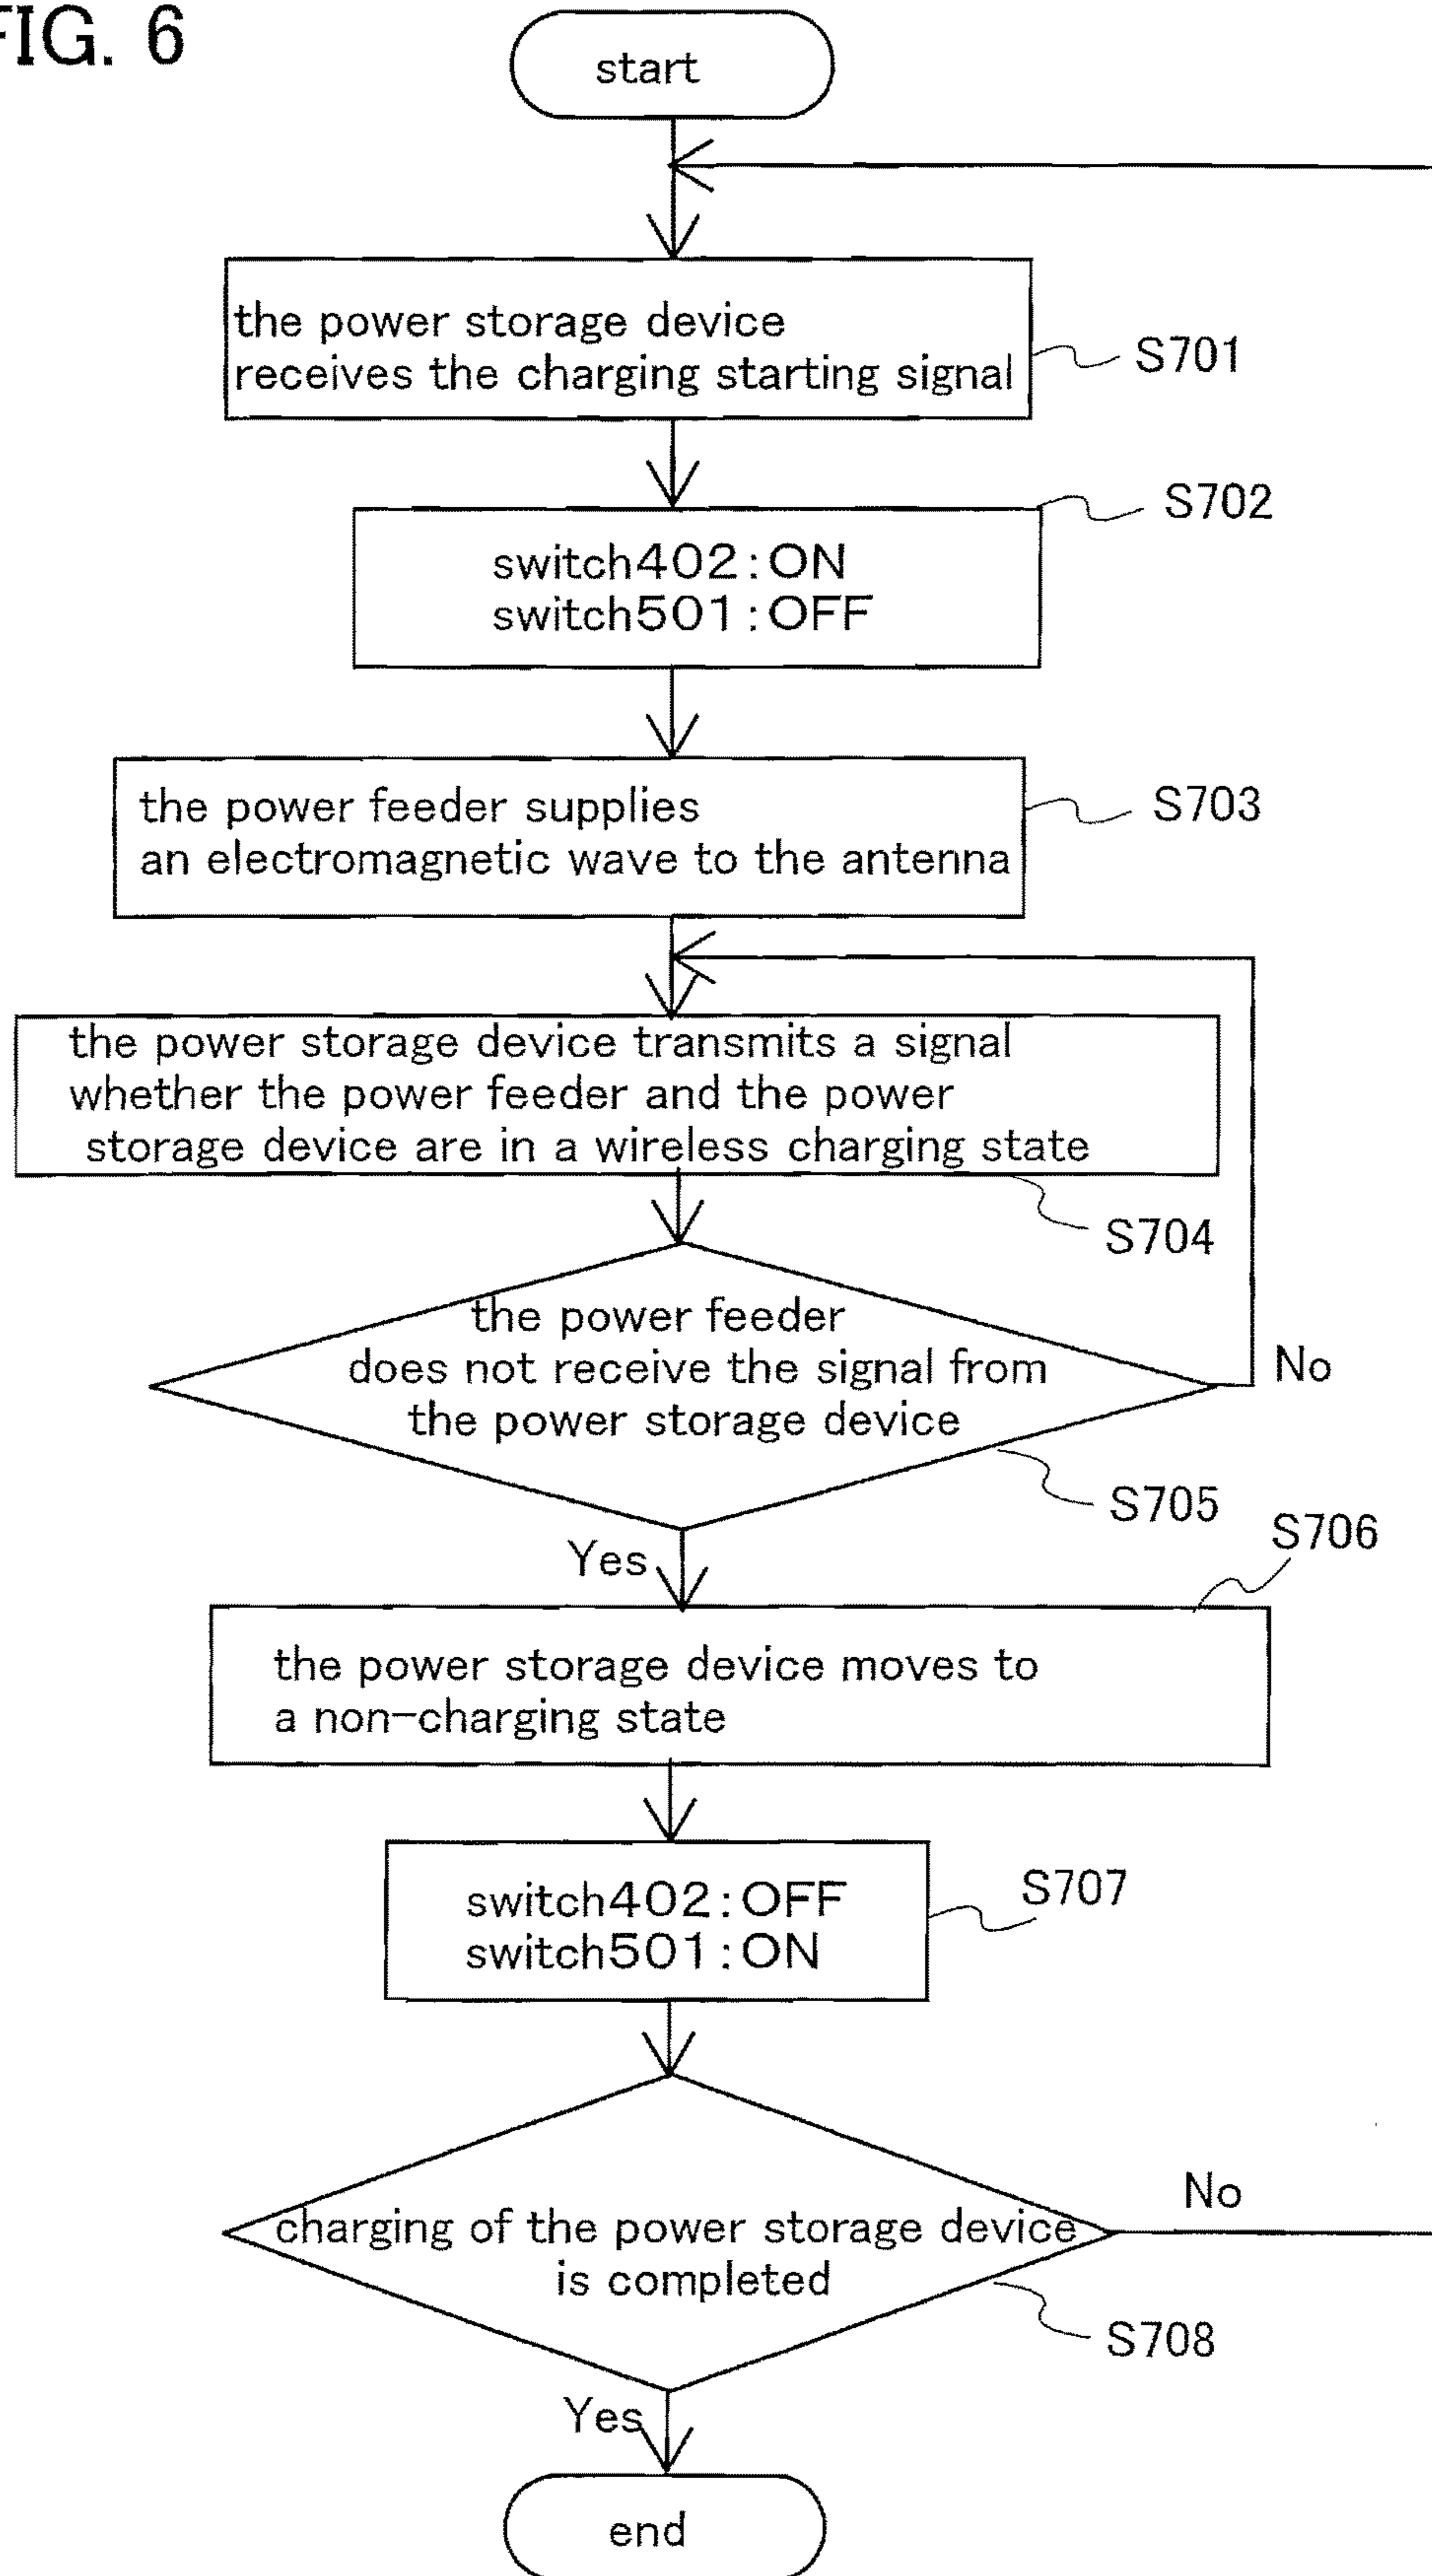 FIG. 6
start
the power storage device
receives the charging starting signal
S701
S702
switch402:ON
switch501:OFF
the power feeder supplies
an electromagnetic wave to the antenna
S703
the power storage device transmits a signal
whether the power feeder and the power
storage device are in a wireless charging state
S704
the power feeder
does not receive the signal from
the power storage device
No
S705
Yes
S706
the power storage device moves to
a non-charging state
switch402:OFF
switch501:ON
S707
charging of the power storage device
is completed
No
S708
Yes
end